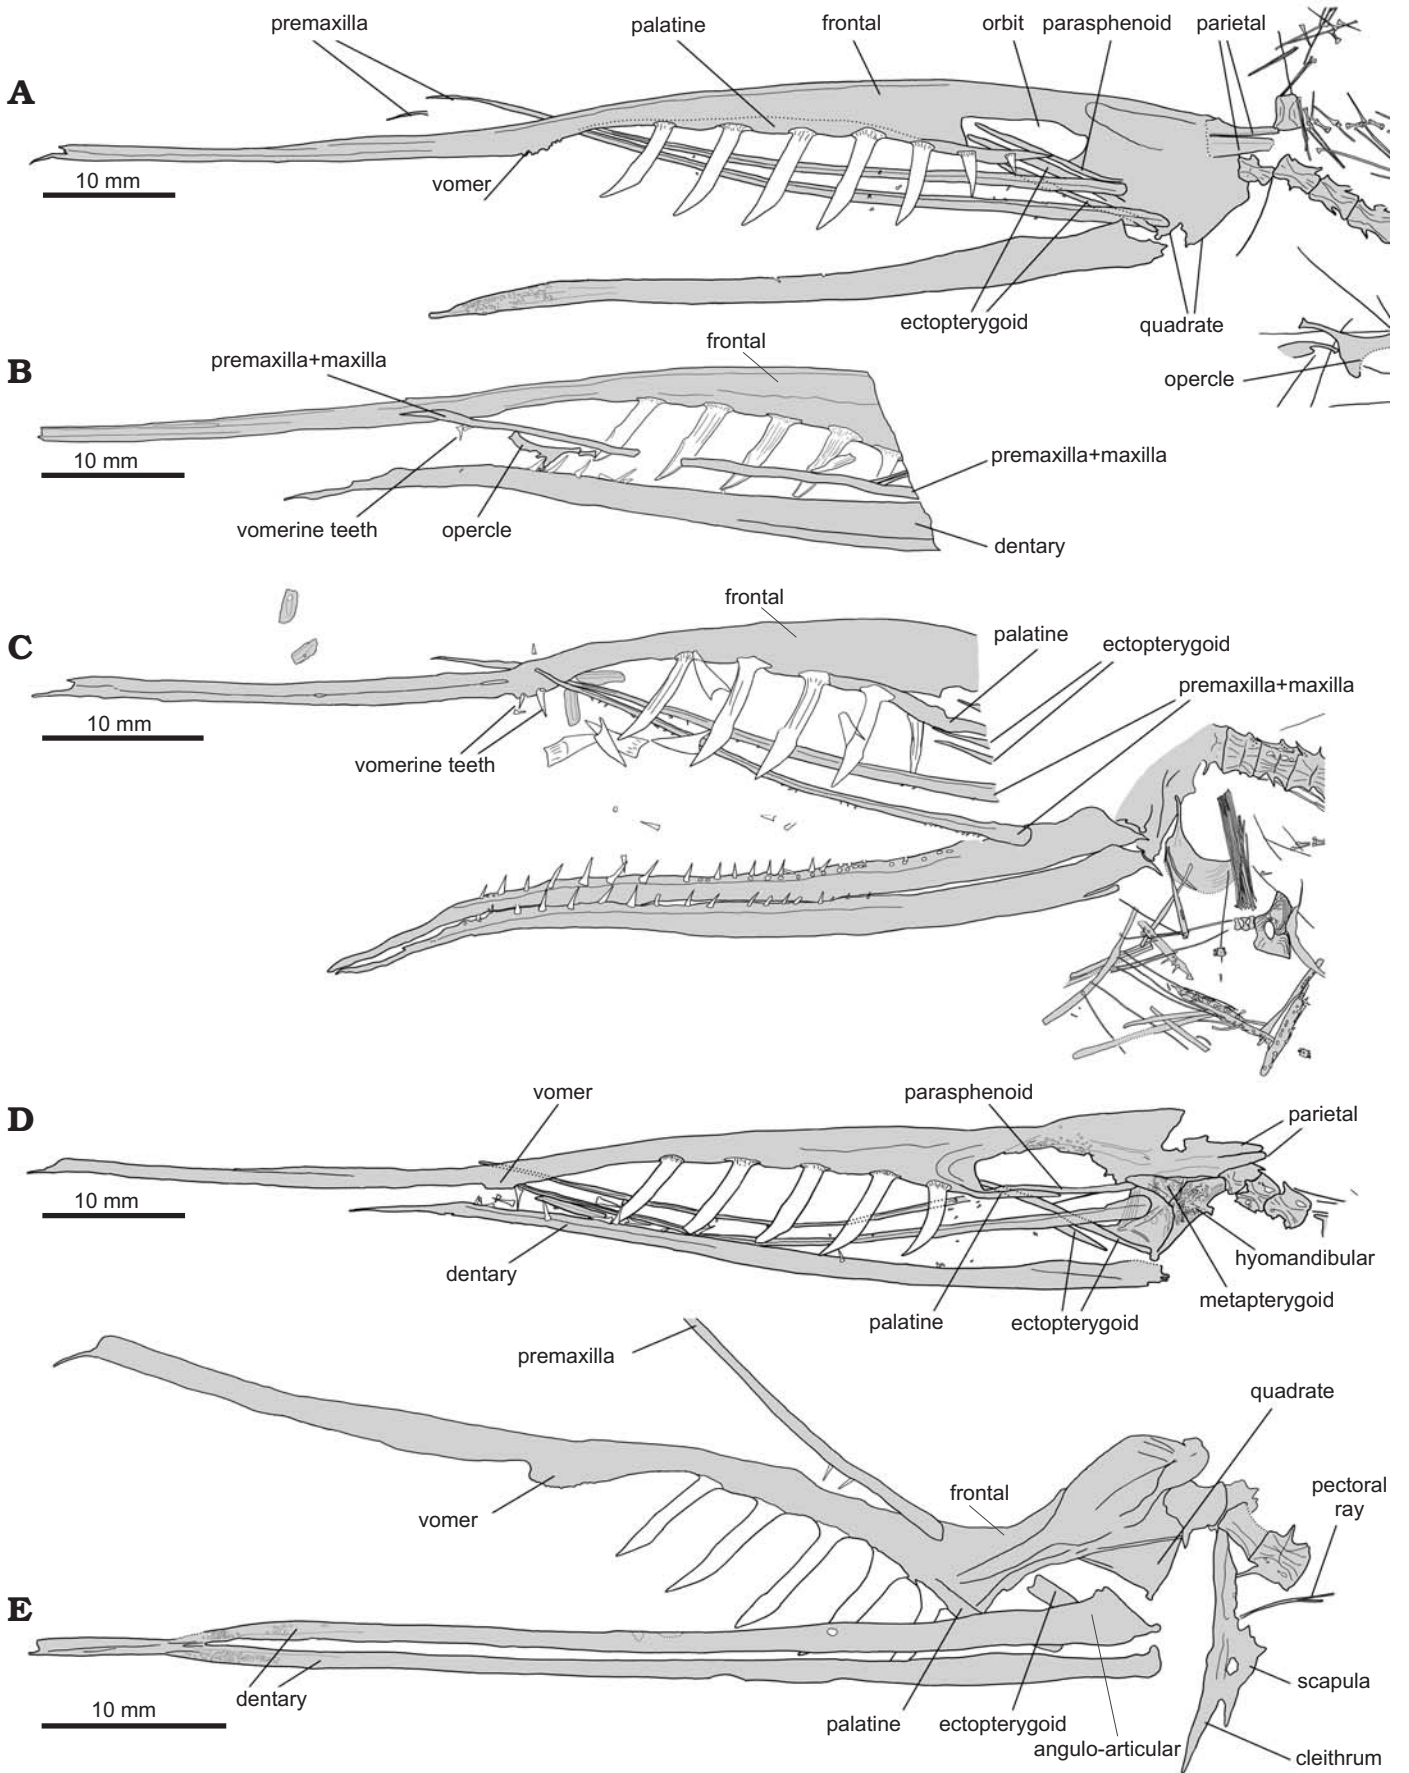 premaxilla palatine frontal orbit parasphenoid parietal
A
vomer
10 mm
ectopterygoid quadrate
opercle
B
premaxilla+maxilla frontal
10 mm
premaxilla+maxilla
vomerine teeth opercle
dentary
C
frontal
palatine
ectopterygoid
premaxilla+maxilla
10 mm
vomerine teeth
D
vomer parasphenoid
parietal
10 mm
dentary
hyomandibular
metapterygoid
palatine ectopterygoid
premaxilla
quadrate
pectoral
ray
frontal
vomer
E
scapula
dentary
10 mm
palatine ectopterygoid
angulo-articular
cleithrum